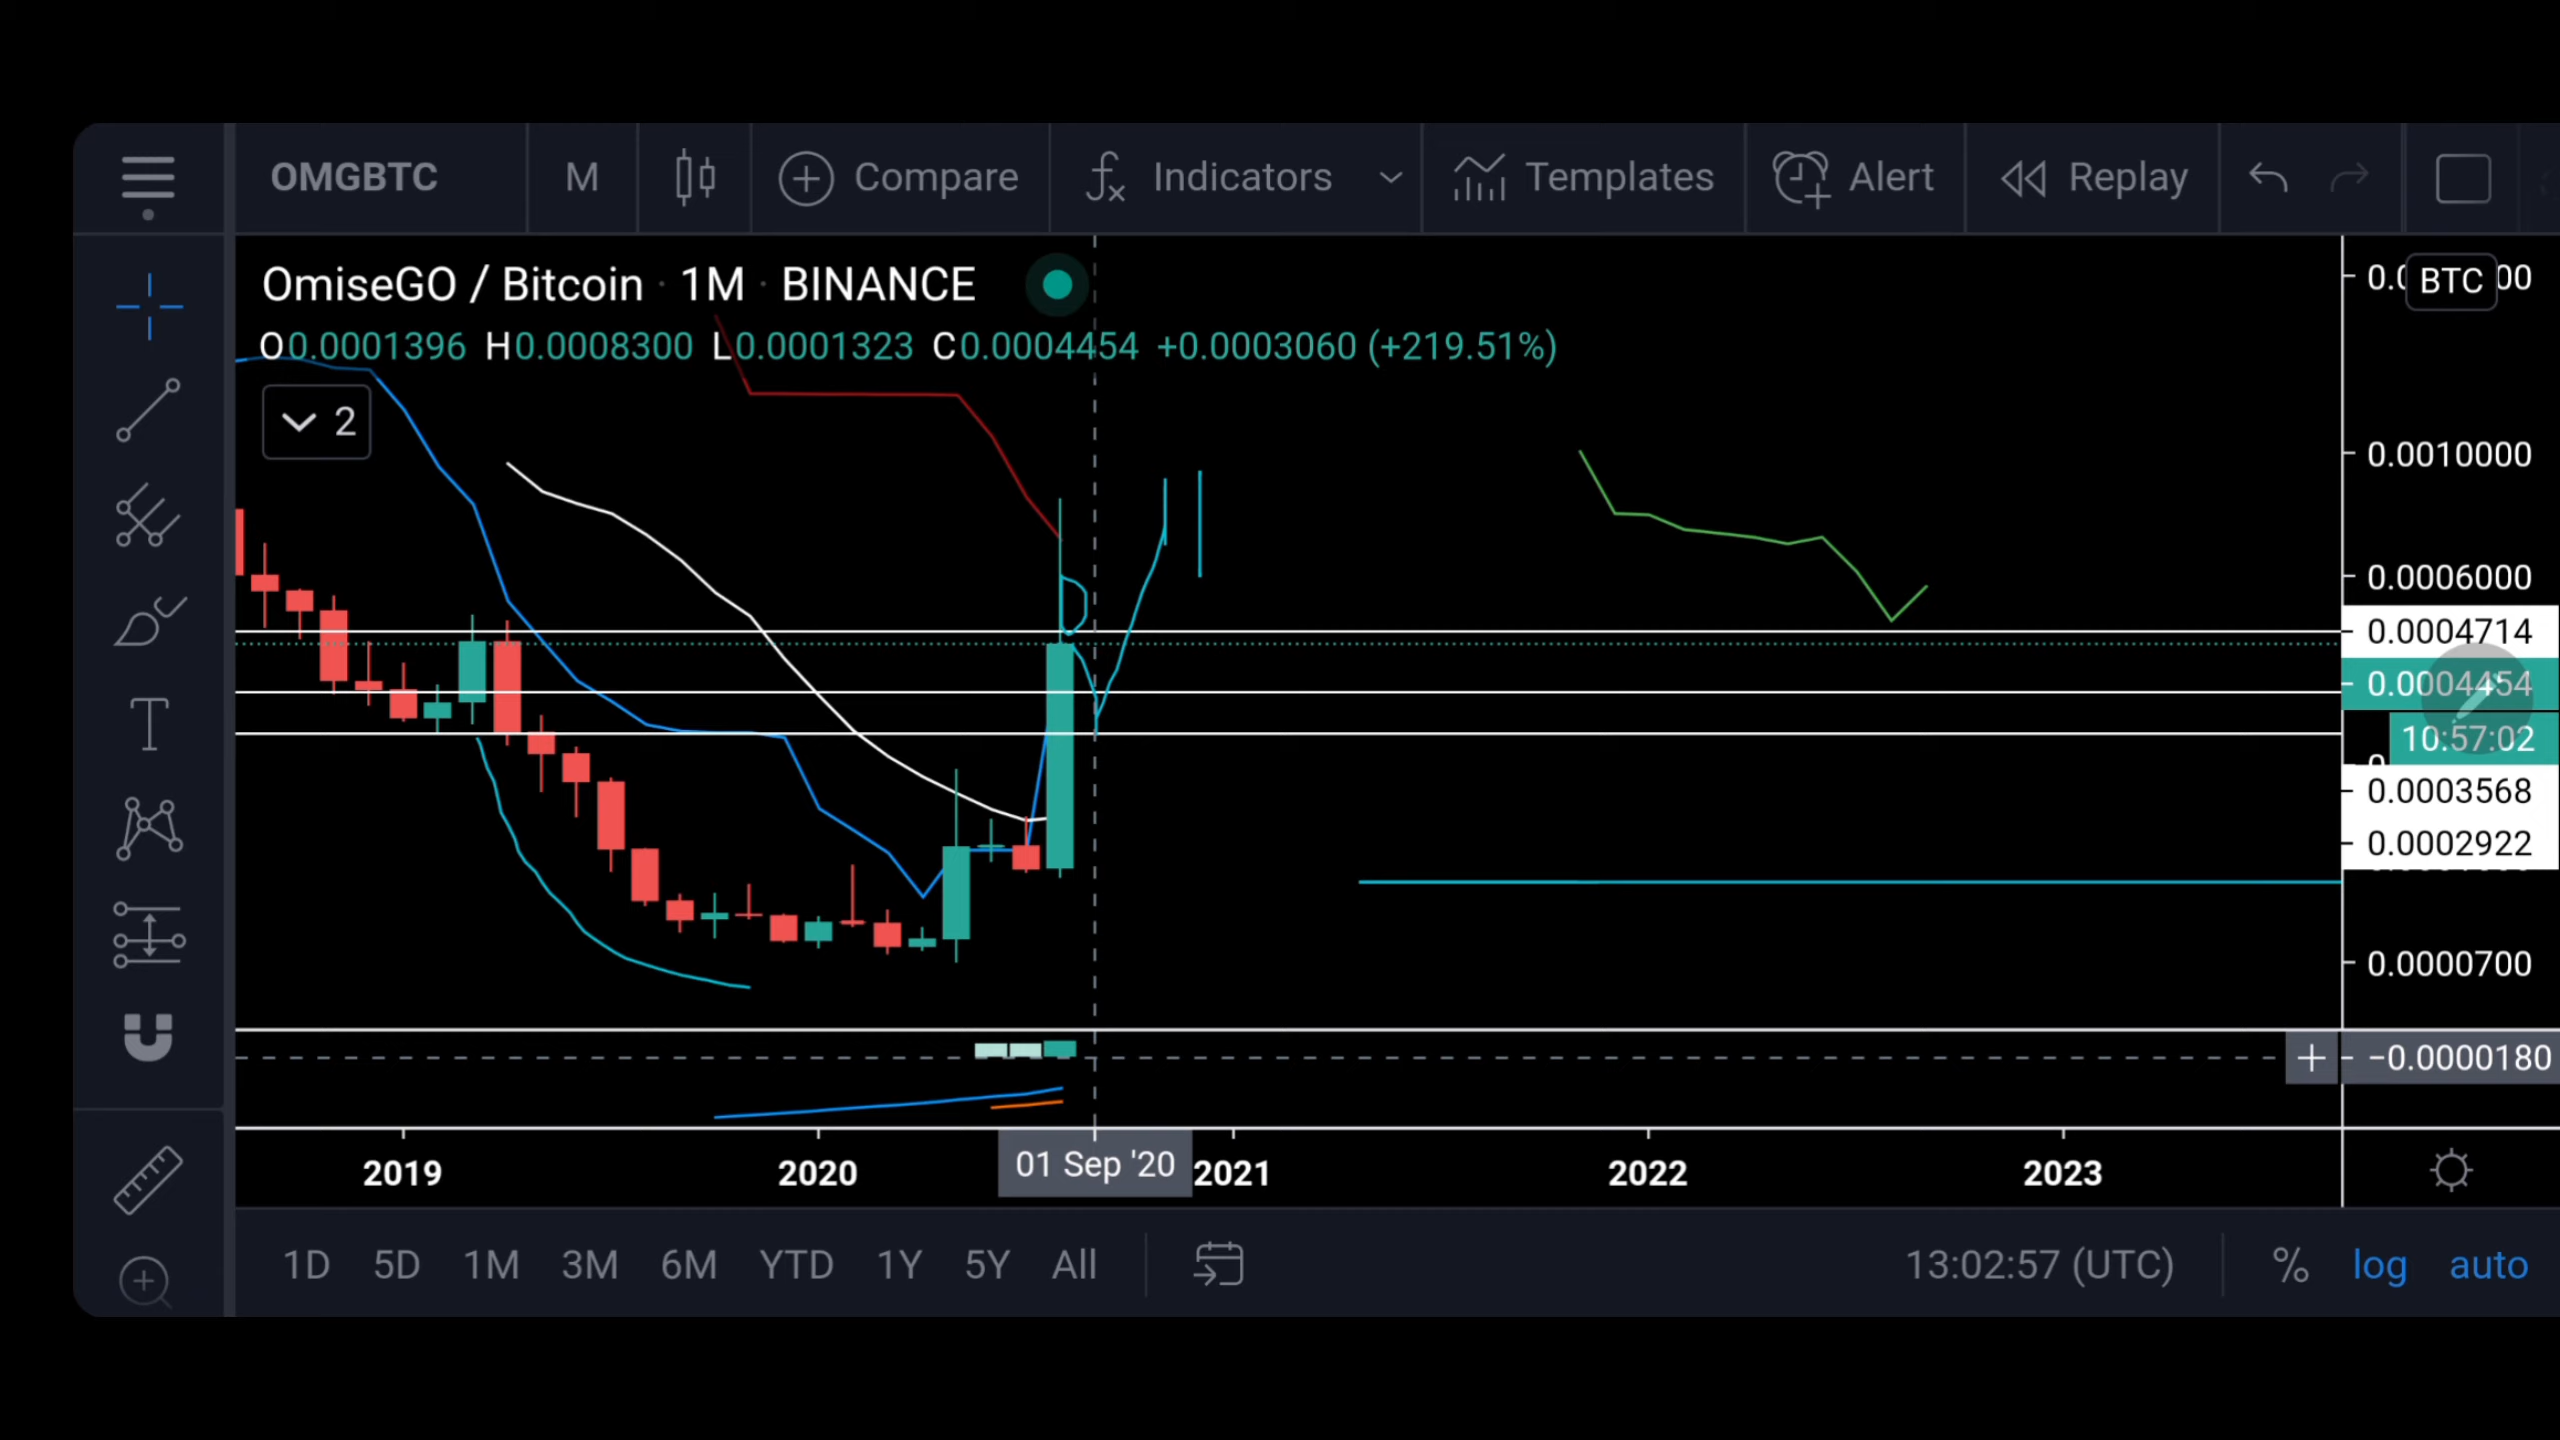 OMGBTC M Compare Indicators Templates Alert Replay
OmiseGO / Bitcoin · 1M · BINANCE
O0.0001396 H0.0008300 L0.0001323 C0.0004454 +0.0003060 (+219.51%)
2
BTC
0.0010000
0.0006000
0.0004714
0.0004454
10:57:02
0.0003568
0.0002922
0.0000700
−0.0000180
2019 2020 01 Sep '20 2021 2022 2023
1D 5D 1M 3M 6M YTD 1Y 5Y All 13:02:57 (UTC) % log auto